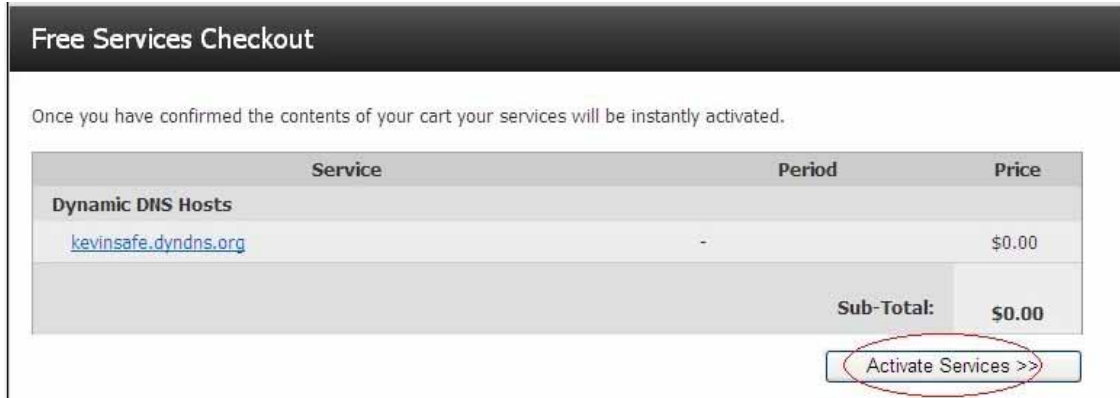 Free Services Checkout
Once you have confirmed the contents of your cart your services will be instantly activated.
Service Period Price
Dynamic DNS Hosts
kevinsafe.dyndns.org - $0.00
Sub-Total: $0.00
Activate Services >>